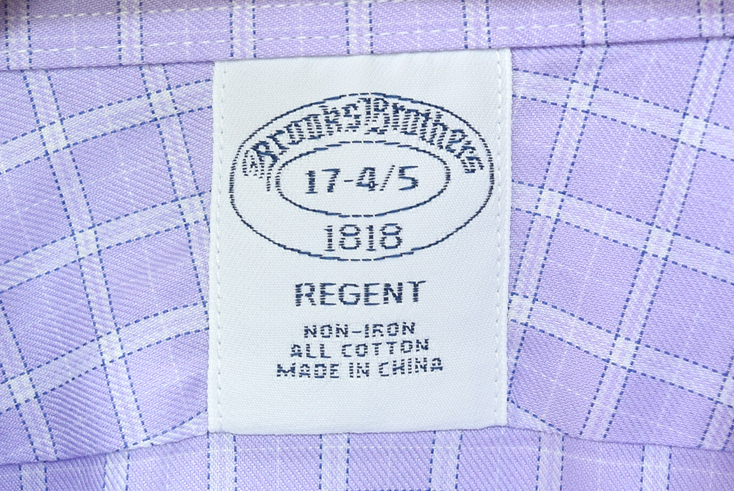 Brooks Brothers
17-4/5
1818
REGENT
NON-IRON
ALL COTTON
MADE IN CHINA